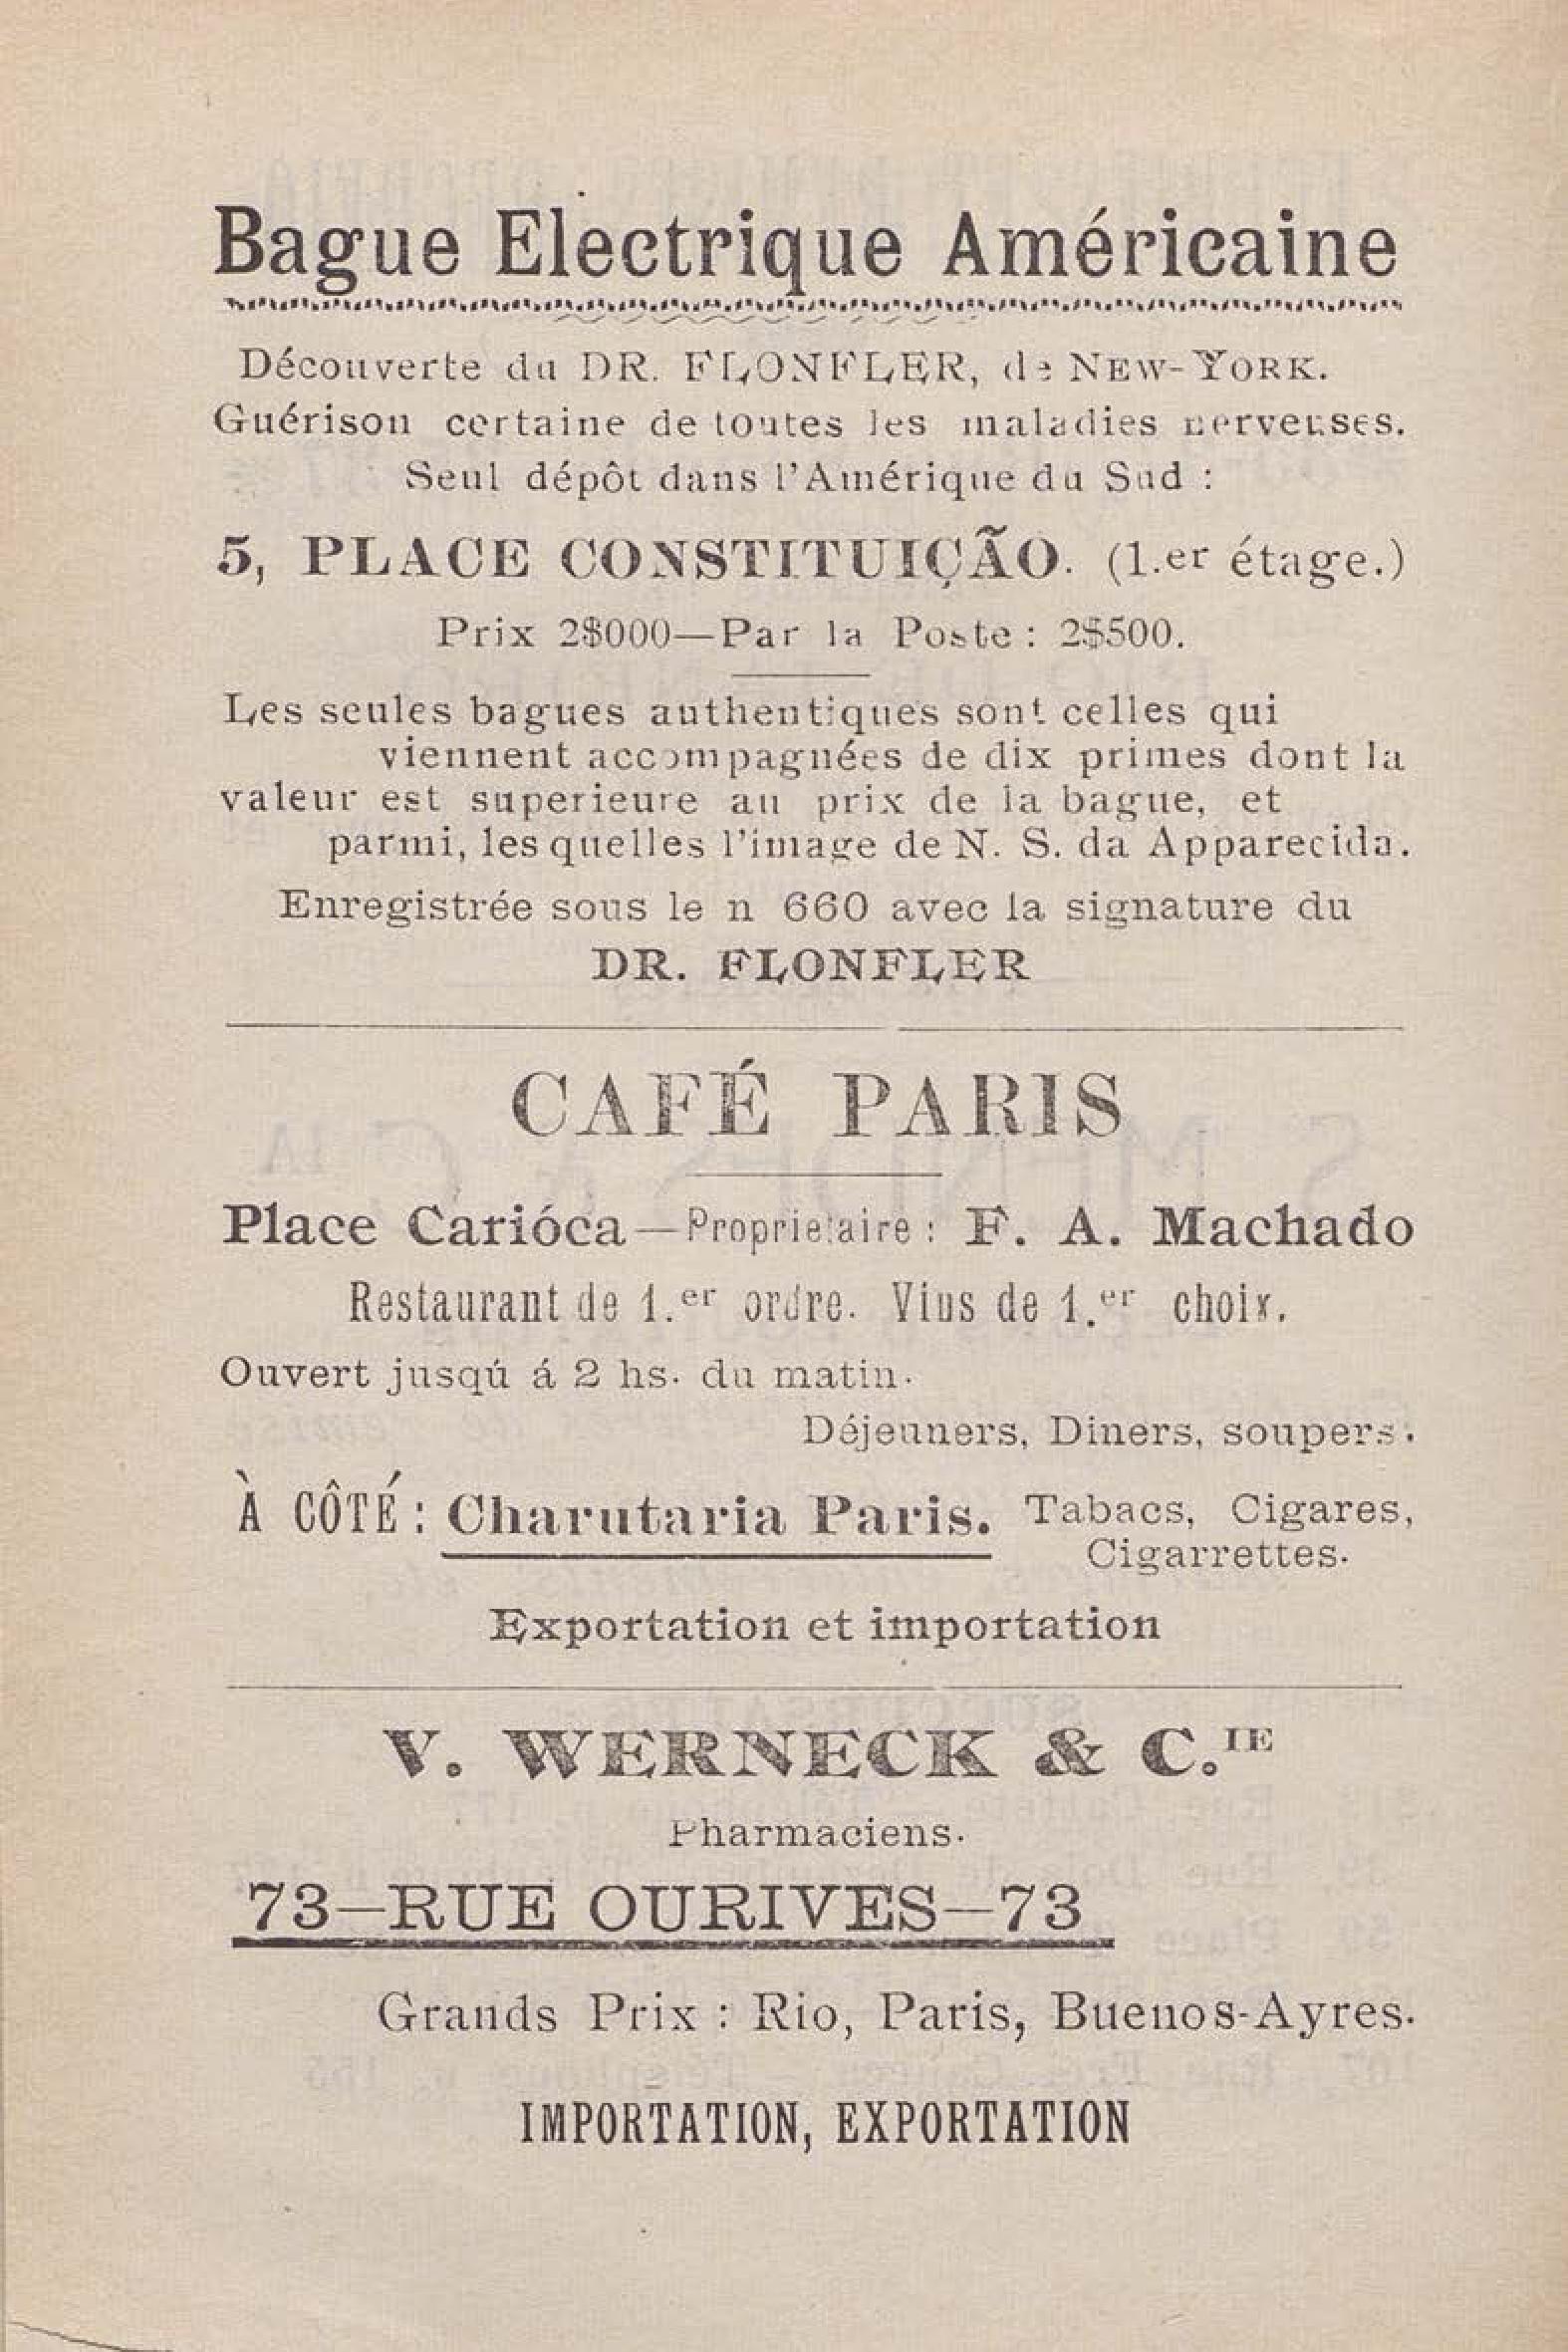 Bague Electrique Américaine
Découverte du DR. FLONFLER, de NEW-YORK.
Guérison certaine de toutes les maladies nerveuses.
Seul dépôt dans l'Amérique du Sud :
5, PLACE CONSTITUIÇÃO. (1.er étage.)
Prix 2$000—Par la Poste : 2$500.
Les seules bagues authentiques sont celles qui
viennent accompagnées de dix primes dont la
valeur est superieure au prix de la bague, et
parmi, les quelles l'image de N. S. da Apparecida.
Enregistrée sous le n 660 avec la signature du
DR. FLONFLER
CAFÉ PARIS
Place Carióca—Proprietaire : F. A. Machado
Restaurant de 1.er ordre. Vins de 1.er choix.
Ouvert jusqú á 2 hs. du matin.
Déjeuners, Diners, soupers.
À CÔTÉ : Charutaria Paris. Tabacs, Cigares,
Cigarrettes.
Exportation et importation
V. WERNECK & C.IE
Pharmaciens.
73—RUE OURIVES—73
Grands Prix : Rio, Paris, Buenos-Ayres.
IMPORTATION, EXPORTATION